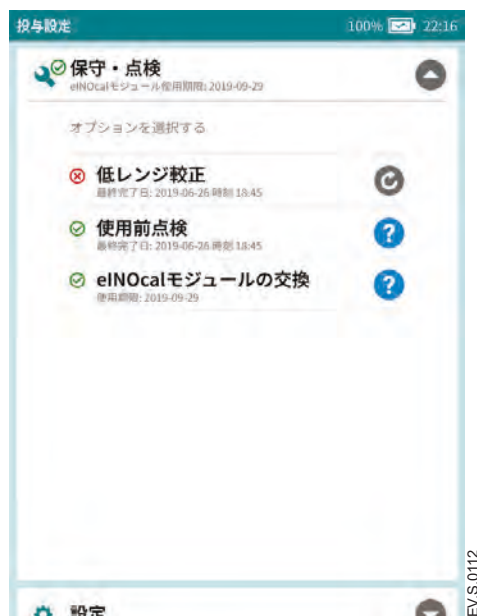 投与設定 100% 22:16
保守・点検
eINOcalモジュール使用期限: 2019-09-29
オプションを選択する
低レンジ較正
最終完了日: 2019-06-26 時刻 18:45
使用前点検
最終完了日: 2019-06-26 時刻 18:45
eINOcalモジュールの交換
使用期限: 2019-09-29
設定
EV.S.0112